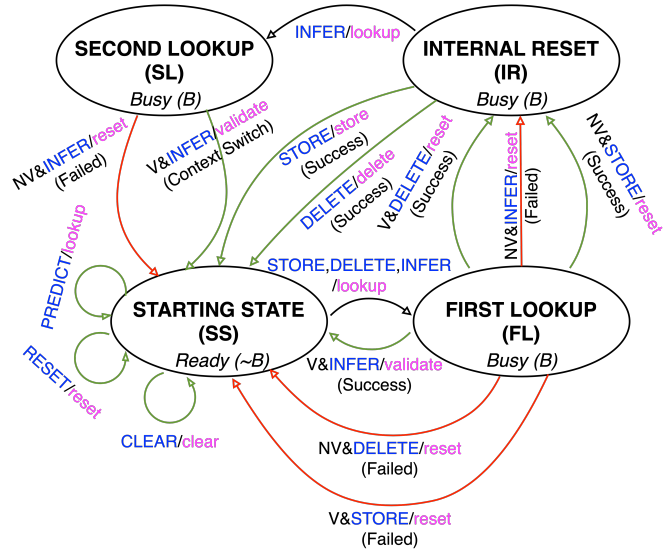 INFER/lookup
SECOND LOOKUP
(SL)
Busy (B)
INTERNAL RESET
(IR)
Busy (B)
NV&INFER/reset
(Failed)
V&INFER/validate
(Context Switch)
STORE/store
(Success)
DELETE/delete
(Success)
V&DELETE/reset
(Success)
NV&INFER/reset
(Failed)
NV&STORE/reset
(Success)
PREDICT/lookup
RESET/reset
CLEAR/clear
STARTING STATE
(SS)
Ready (~B)
STORE,DELETE,INFER
/lookup
FIRST LOOKUP
(FL)
Busy (B)
V&INFER/validate
(Success)
NV&DELETE/reset
(Failed)
V&STORE/reset
(Failed)